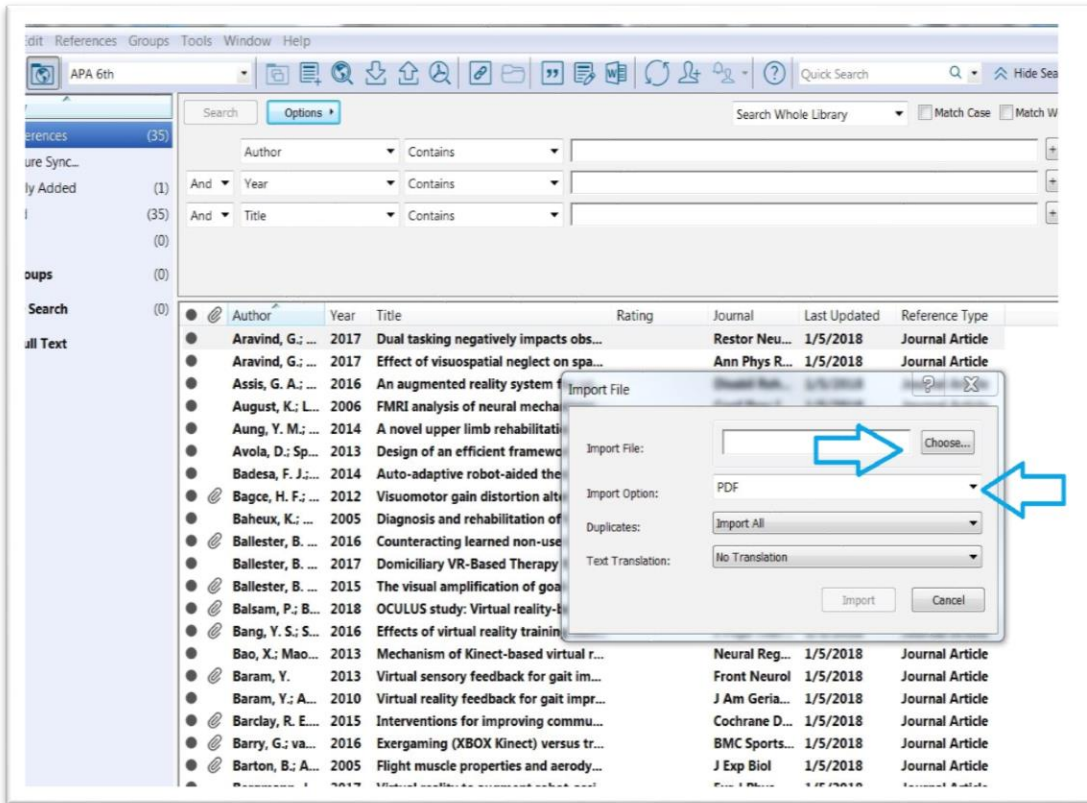 Edit References Groups Tools Window Help
APA 6th Quick Search Hide Sea
Search Options Search Whole Library Match Case Match W
erences (35) Author Contains
ure Sync...
ly Added (1) And Year Contains
(35) And Title Contains
(0)
oups (0)
Search (0)
Author Year Title Rating Journal Last Updated Reference Type
ull Text
Aravind, G.; ... 2017 Dual tasking negatively impacts obs... Restor Neu... 1/5/2018 Journal Article
Aravind, G.; ... 2017 Effect of visuospatial neglect on spa... Ann Phys R... 1/5/2018 Journal Article
Assis, G. A.; ... 2016 An augmented reality system f
August, K.; L... 2006 FMRI analysis of neural mecha
Aung, Y. M.; ... 2014 A novel upper limb rehabilitati
Avola, D.; Sp... 2013 Design of an efficient framewo
Badesa, F. J.;... 2014 Auto-adaptive robot-aided the
Bagce, H. F.; ... 2012 Visuomotor gain distortion alte
Baheux, K.; ... 2005 Diagnosis and rehabilitation of
Ballester, B. ... 2016 Counteracting learned non-use
Ballester, B. ... 2017 Domiciliary VR-Based Therapy
Ballester, B. ... 2015 The visual amplification of goa
Balsam, P.; B... 2018 OCULUS study: Virtual reality-b
Bang, Y. S.; S... 2016 Effects of virtual reality training
Import File
Import File: Choose...
Import Option: PDF
Duplicates: Import All
Text Translation: No Translation
Import Cancel
Bao, X.; Mao... 2013 Mechanism of Kinect-based virtual r... Neural Reg... 1/5/2018 Journal Article
Baram, Y. 2013 Virtual sensory feedback for gait im... Front Neurol 1/5/2018 Journal Article
Baram, Y.; A... 2010 Virtual reality feedback for gait impr... J Am Geria... 1/5/2018 Journal Article
Barclay, R. E.... 2015 Interventions for improving commu... Cochrane D... 1/5/2018 Journal Article
Barry, G.; va... 2016 Exergaming (XBOX Kinect) versus tr... BMC Sports... 1/5/2018 Journal Article
Barton, B.; A... 2005 Flight muscle properties and aerody... J Exp Biol 1/5/2018 Journal Article